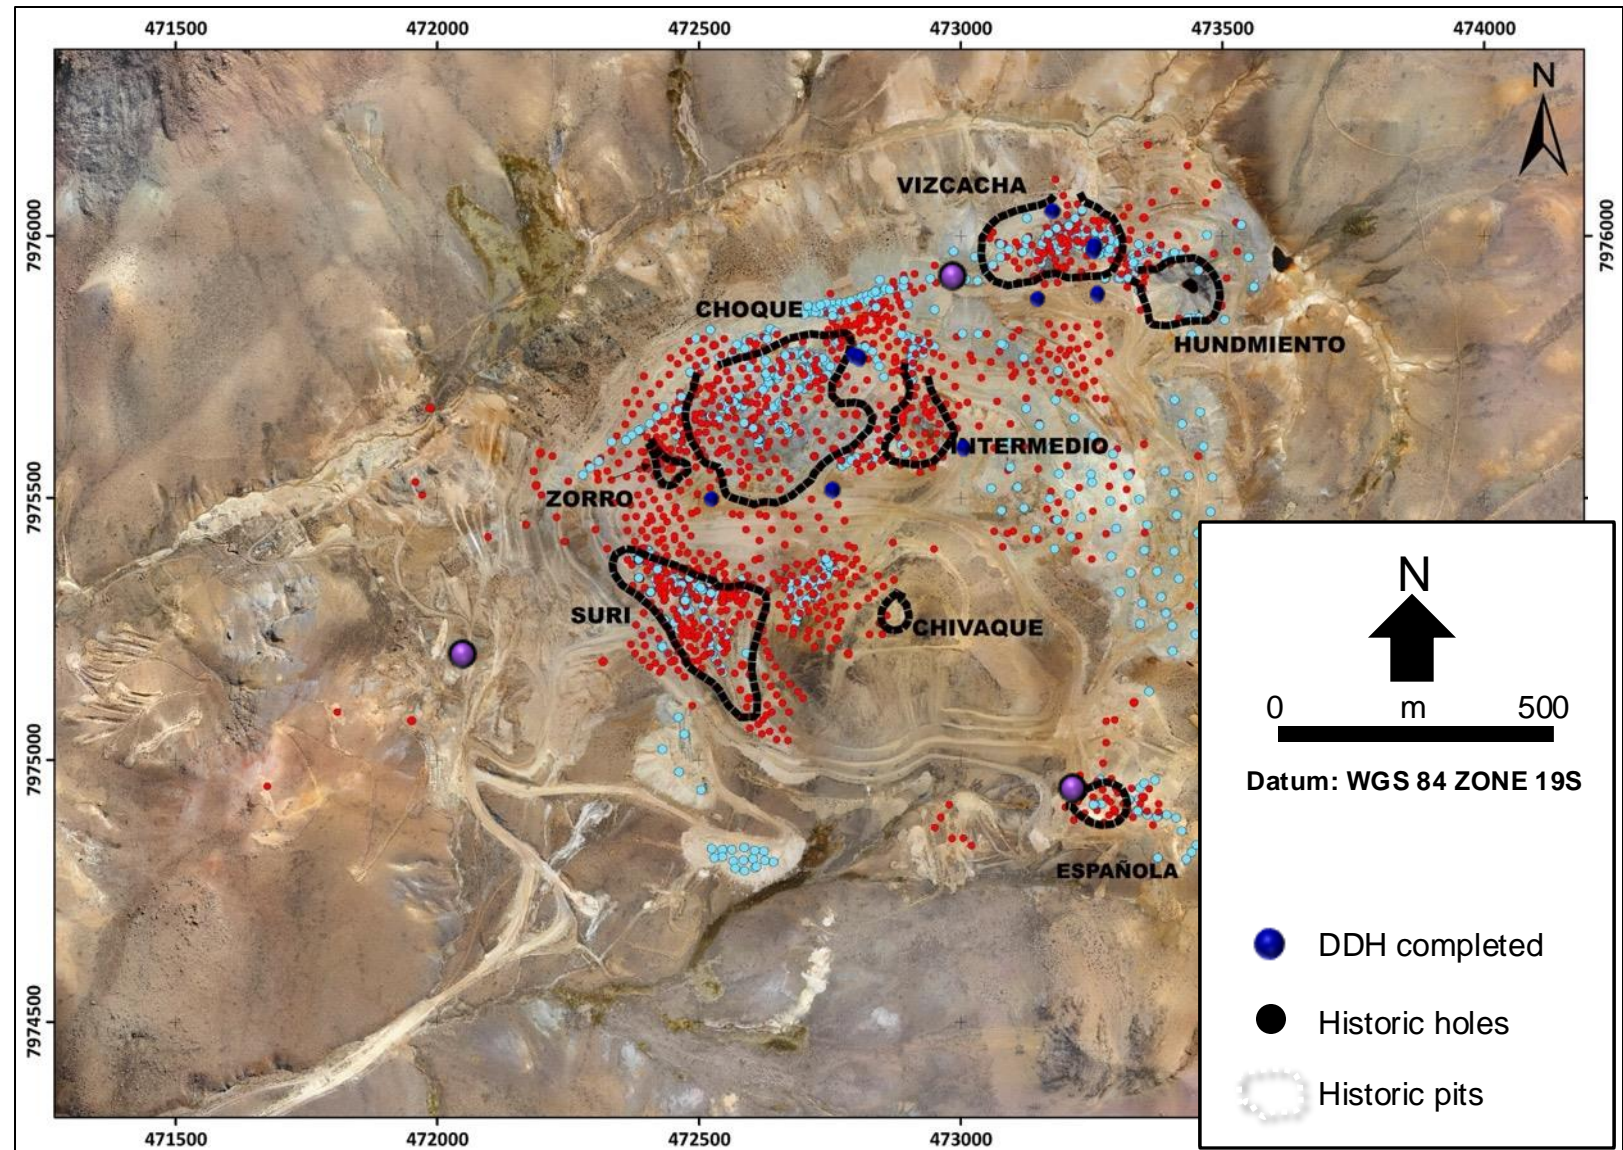 471500 472000 472500 473000 473500 474000
N
7976000
7976000
VIZCACHA
CHOQUE
HUNDMIENTO
INTERMEDIO
7975500
ZORRO
SURI
CHIVAQUE
7975000
ESPAÑOLA
7974500
471500 472000 472500 473000
N
0 m 500
Datum: WGS 84 ZONE 19S
DDH completed
Historic holes
Historic pits